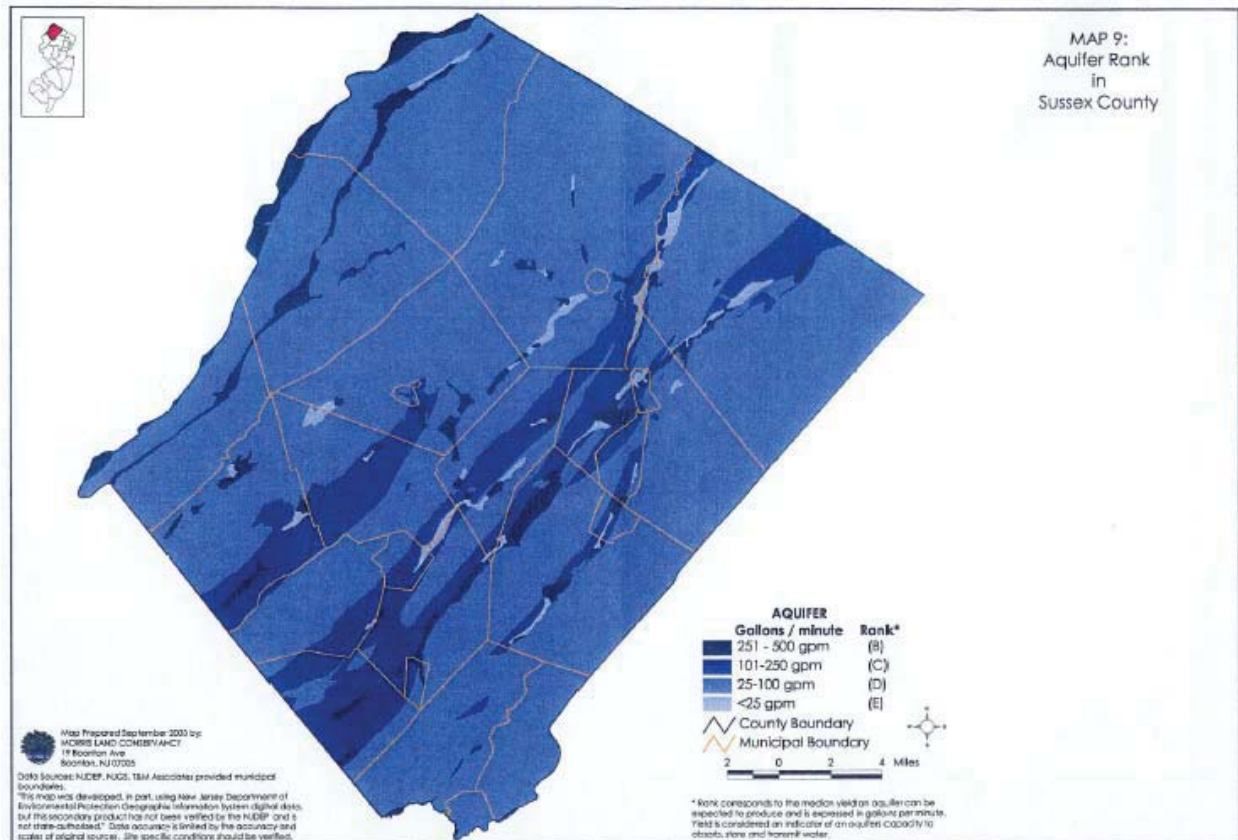 MAP 9:
Aquifer Rank
in
Sussex County
AQUIFER
Gallons / minute Rank*
251 - 500 gpm (B)
101-250 gpm (C)
25-100 gpm (D)
<25 gpm (E)
County Boundary
Municipal Boundary
2 0 2 4 Miles
* Rank corresponds to the median yield an aquifer can be
expected to produce and is expressed in gallons per minute.
Yield is considered an indicator of an aquifers capacity to
absorb, store and transmit water.
Map Prepared September 2003 by:
MORRIS LAND CONSERVANCY
19 Boonton Ave
Boonton, NJ 07005
Data Sources: NJDEP, NJGS, T&M Associates provided municipal
boundaries.
"This map was developed, in part, using New Jersey Department of
Environmental Protection Geographic Information System digital data,
but this secondary product has not been verified by the NJDEP and is
not state-authorized." Data accuracy is limited by the accuracy and
scales of original sources. Site specific conditions should be verified.